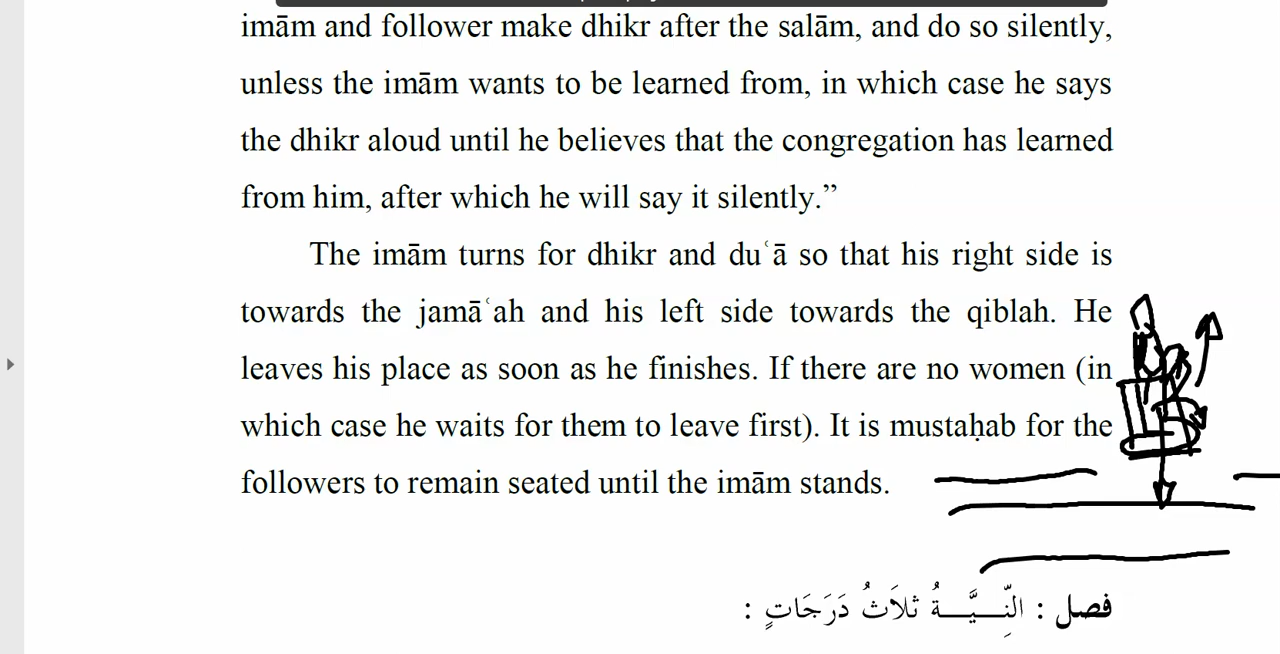 imām and follower make dhikr after the salām, and do so silently,
unless the imām wants to be learned from, in which case he says
the dhikr aloud until he believes that the congregation has learned
from him, after which he will say it silently.”
The imām turns for dhikr and duʿā so that his right side is
towards the jamāʿah and his left side towards the qiblah. He
leaves his place as soon as he finishes. If there are no women (in
which case he waits for them to leave first). It is mustaḥab for the
followers to remain seated until the imām stands.
فصل : النِّـــيَّـــةُ ثلاَثُ دَرَجَاتٍ :